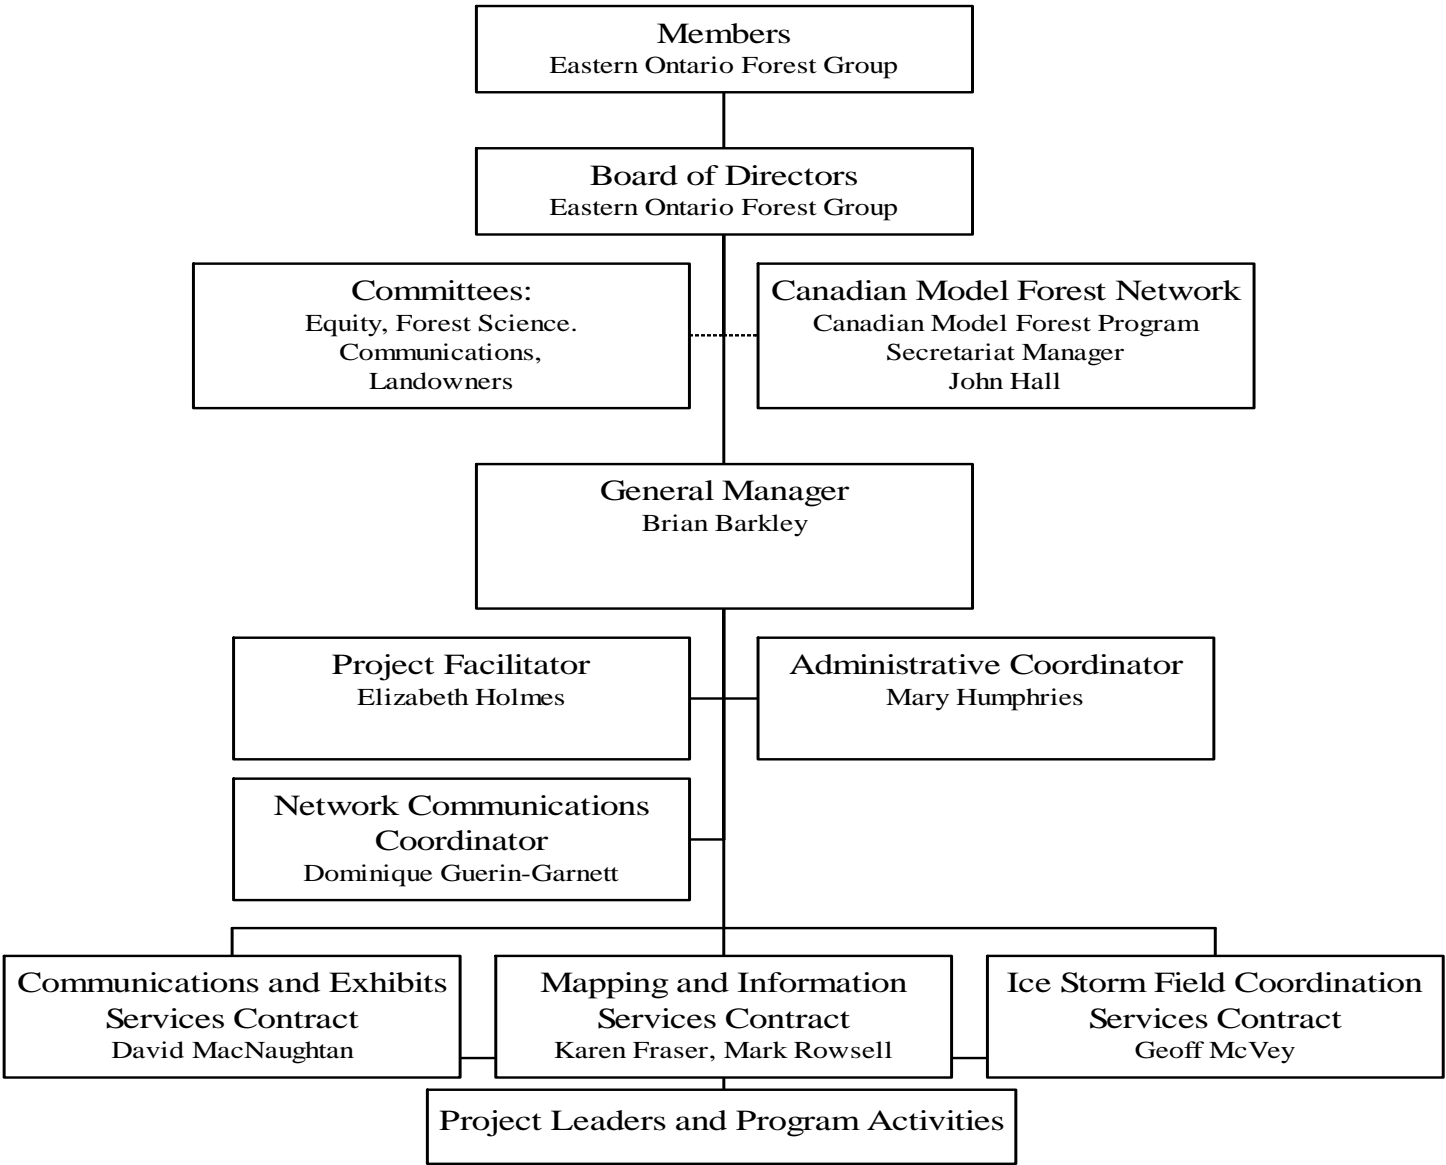 Members
Eastern Ontario Forest Group
Board of Directors
Eastern Ontario Forest Group
Committees:
Equity, Forest Science.
Communications,
Landowners
Canadian Model Forest Network
Canadian Model Forest Program
Secretariat Manager
John Hall
General Manager
Brian Barkley
Project Facilitator
Elizabeth Holmes
Administrative Coordinator
Mary Humphries
Network Communications
Coordinator
Dominique Guerin-Garnett
Communications and Exhibits
Services Contract
David MacNaughtan
Mapping and Information
Services Contract
Karen Fraser, Mark Rowsell
Ice Storm Field Coordination
Services Contract
Geoff McVey
Project Leaders and Program Activities